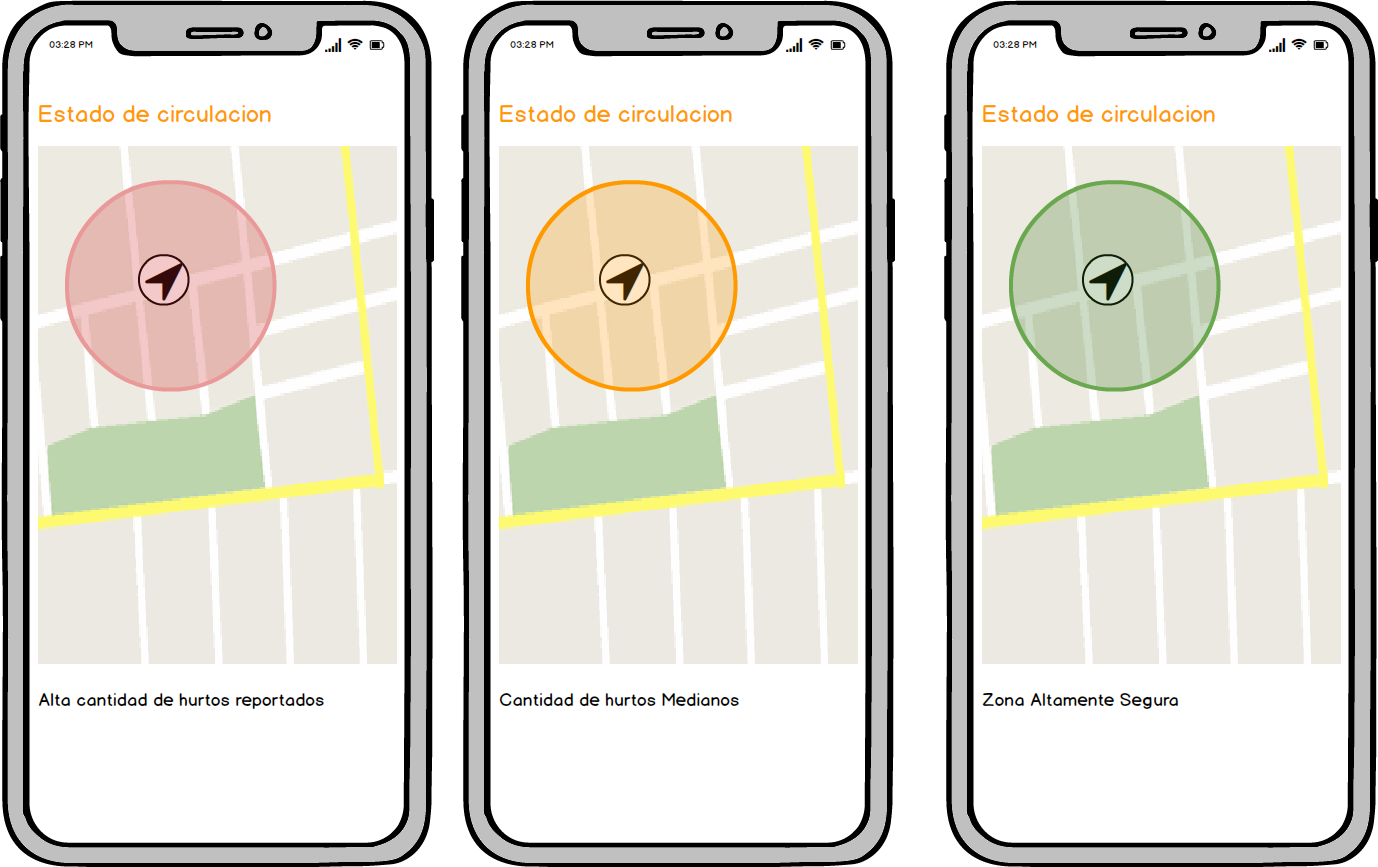 03:28 PM
Estado de circulacion
Alta cantidad de hurtos reportados
03:28 PM
Estado de circulacion
Cantidad de hurtos Medianos
03:28 PM
Estado de circulacion
Zona Altamente Segura